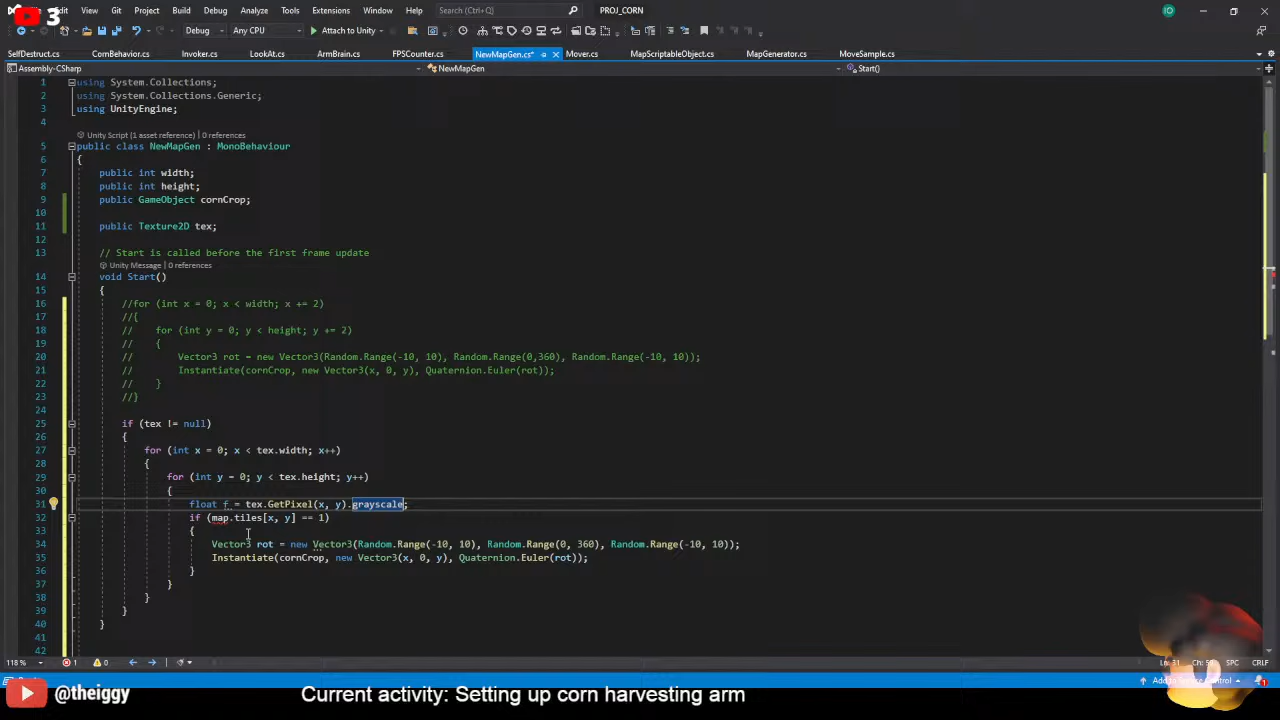 3
File Edit View Git Project Build Debug Analyze Tools Extensions Window Help Search (Ctrl+Q) PROJ_CORN IO
Debug Any CPU Attach to Unity
SelfDestruct.cs CornBehavior.cs Invoker.cs LookAt.cs ArmBrain.cs FPSCounter.cs NewMapGen.cs* Mover.cs MapScriptableObject.cs MapGenerator.cs MoveSample.cs
Assembly-CSharp NewMapGen Start()
1 using System.Collections;
2 using System.Collections.Generic;
3 using UnityEngine;
4
Unity Script (1 asset reference) | 0 references
5 public class NewMapGen : MonoBehaviour
6 {
7 public int width;
8 public int height;
9 public GameObject cornCrop;
10
11 public Texture2D tex;
12
13 // Start is called before the first frame update
Unity Message | 0 references
14 void Start()
15 {
16 //for (int x = 0; x < width; x += 2)
17 //{
18 // for (int y = 0; y < height; y += 2)
19 // {
20 // Vector3 rot = new Vector3(Random.Range(-10, 10), Random.Range(0,360), Random.Range(-10, 10));
21 // Instantiate(cornCrop, new Vector3(x, 0, y), Quaternion.Euler(rot));
22 // }
23 //}
24
25 if (tex != null)
26 {
27 for (int x = 0; x < tex.width; x++)
28 {
29 for (int y = 0; y < tex.height; y++)
30 {
31 float f = tex.GetPixel(x, y).grayscale;
32 if (map.tiles[x, y] == 1)
33 {
34 Vector3 rot = new Vector3(Random.Range(-10, 10), Random.Range(0, 360), Random.Range(-10, 10));
35 Instantiate(cornCrop, new Vector3(x, 0, y), Quaternion.Euler(rot));
36 }
37 }
38 }
39 }
40 }
41
42
118 % 1 0 Ln: 31 SPC CRLF
@theiggy Current activity: Setting up corn harvesting arm